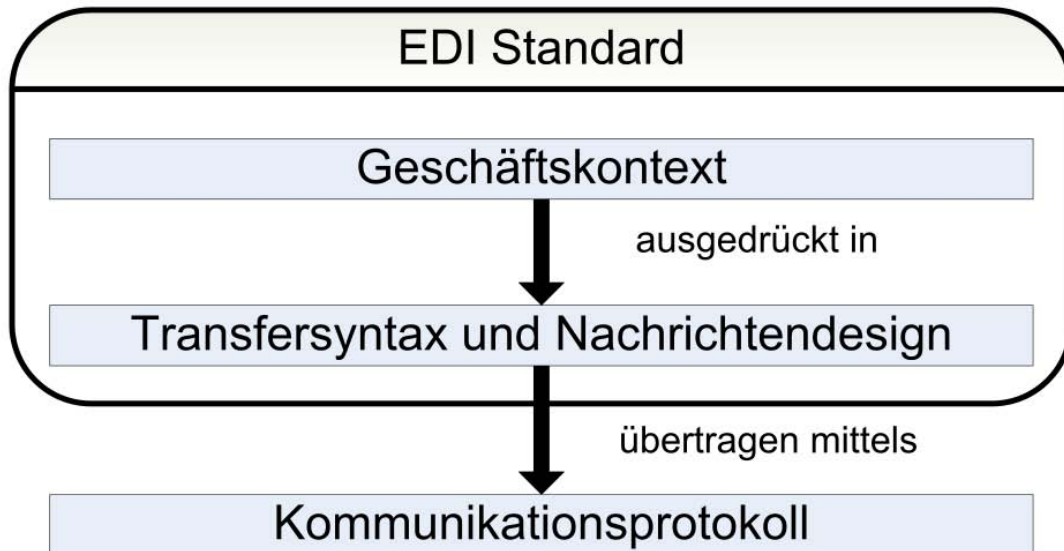 EDI Standard
Geschäftskontext
ausgedrückt in
Transfersyntax und Nachrichtendesign
übertragen mittels
Kommunikationsprotokoll